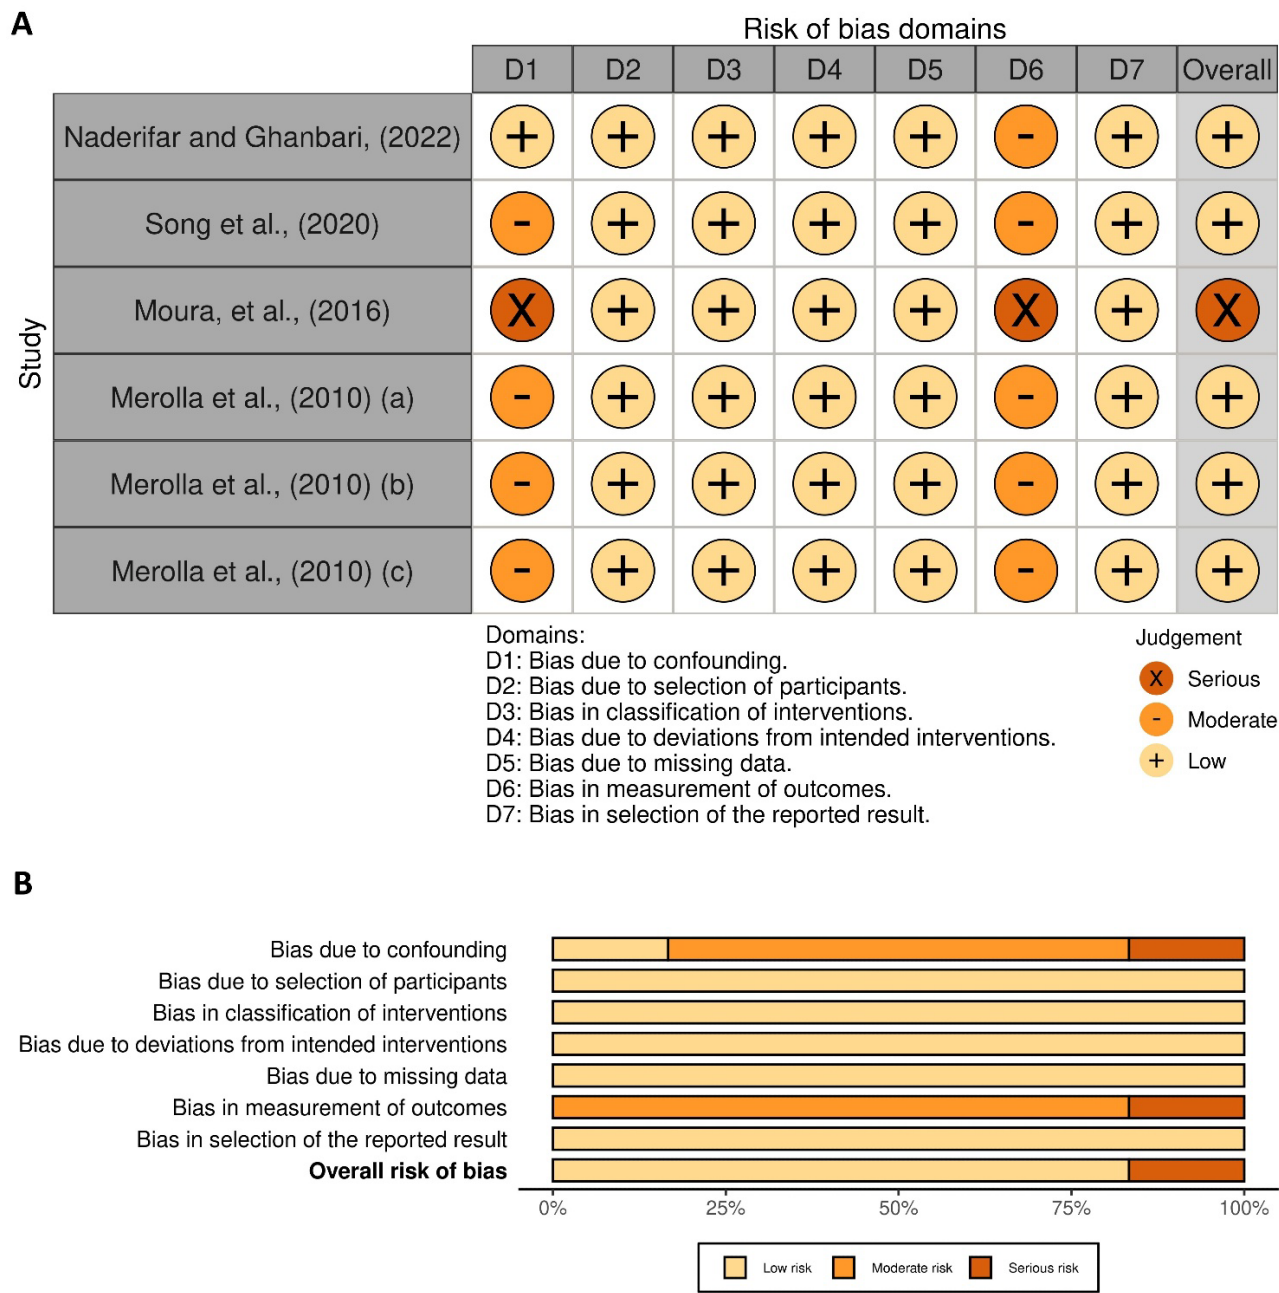 A
Risk of bias domains
D1 D2 D3 D4 D5 D6 D7 Overall
Study
Naderifar and Ghanbari, (2022) + + + + + - + +
Song et al., (2020) - + + + + - + +
Moura, et al., (2016) X + + + + X + X
Merolla et al., (2010) (a) - + + + + - + +
Merolla et al., (2010) (b) - + + + + - + +
Merolla et al., (2010) (c) - + + + + - + +
Domains:
D1: Bias due to confounding.
D2: Bias due to selection of participants.
D3: Bias in classification of interventions.
D4: Bias due to deviations from intended interventions.
D5: Bias due to missing data.
D6: Bias in measurement of outcomes.
D7: Bias in selection of the reported result.
Judgement
X Serious
- Moderate
+ Low
B
Bias due to confounding
Bias due to selection of participants
Bias in classification of interventions
Bias due to deviations from intended interventions
Bias due to missing data
Bias in measurement of outcomes
Bias in selection of the reported result
Overall risk of bias
0% 25% 50% 75% 100%
Low risk Moderate risk Serious risk